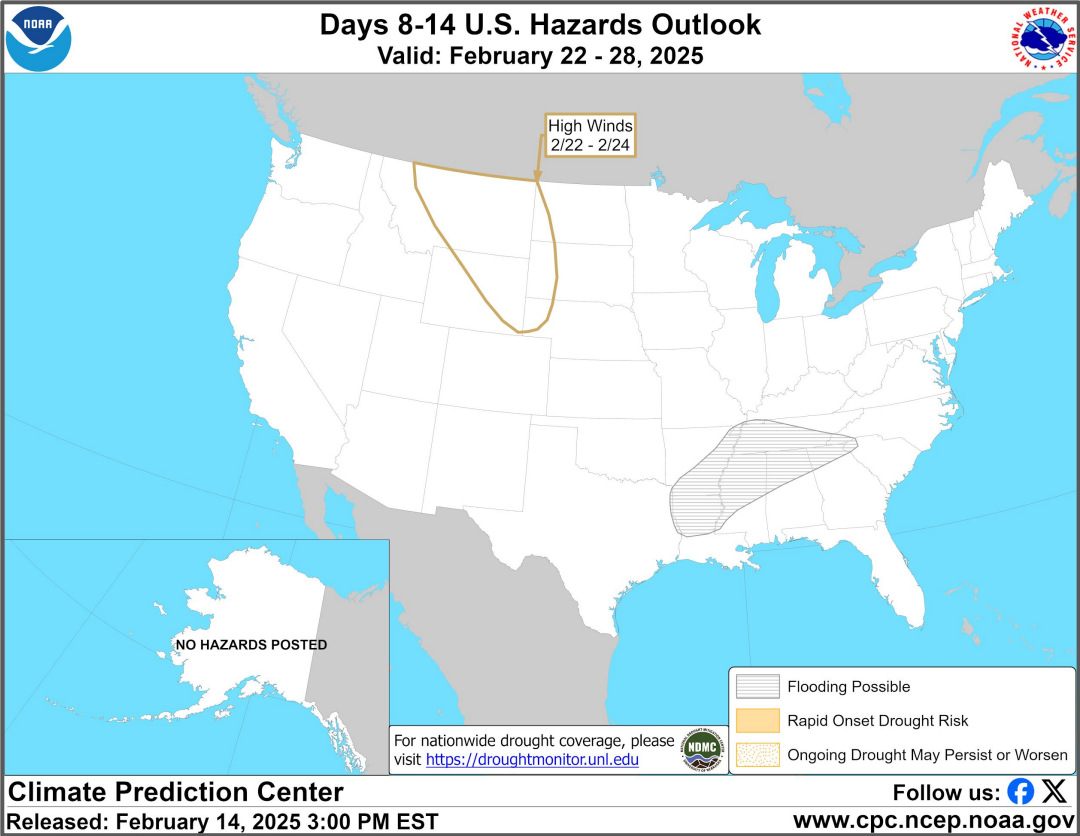 NOAA
Days 8-14 U.S. Hazards Outlook
Valid: February 22 - 28, 2025
NATIONAL WEATHER SERVICE
High Winds
2/22 - 2/24
NO HAZARDS POSTED
For nationwide drought coverage, please
visit https://droughtmonitor.unl.edu
NDMC
Flooding Possible
Rapid Onset Drought Risk
Ongoing Drought May Persist or Worsen
Climate Prediction Center
Follow us:
Released: February 14, 2025 3:00 PM EST
www.cpc.ncep.noaa.gov